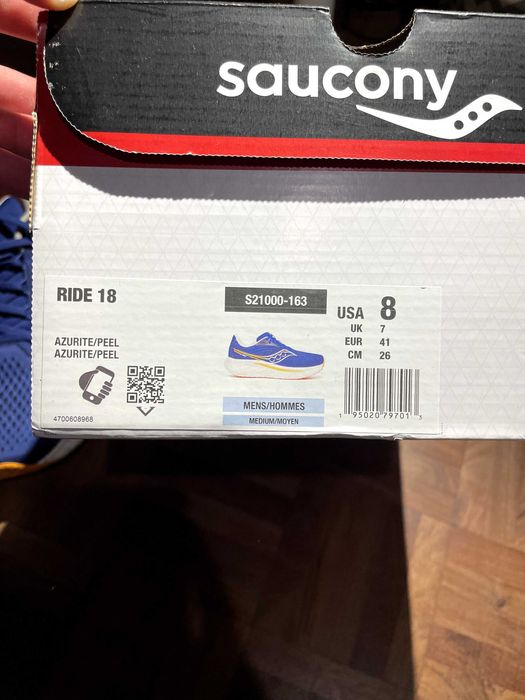 saucony
RIDE 18
S21000-163
USA 8
UK 7
EUR 41
CM 26
AZURITE/PEEL
AZURITE/PEEL
MENS/HOMMES
MEDIUM/MOYEN
4700608968
1 95020 79701 3